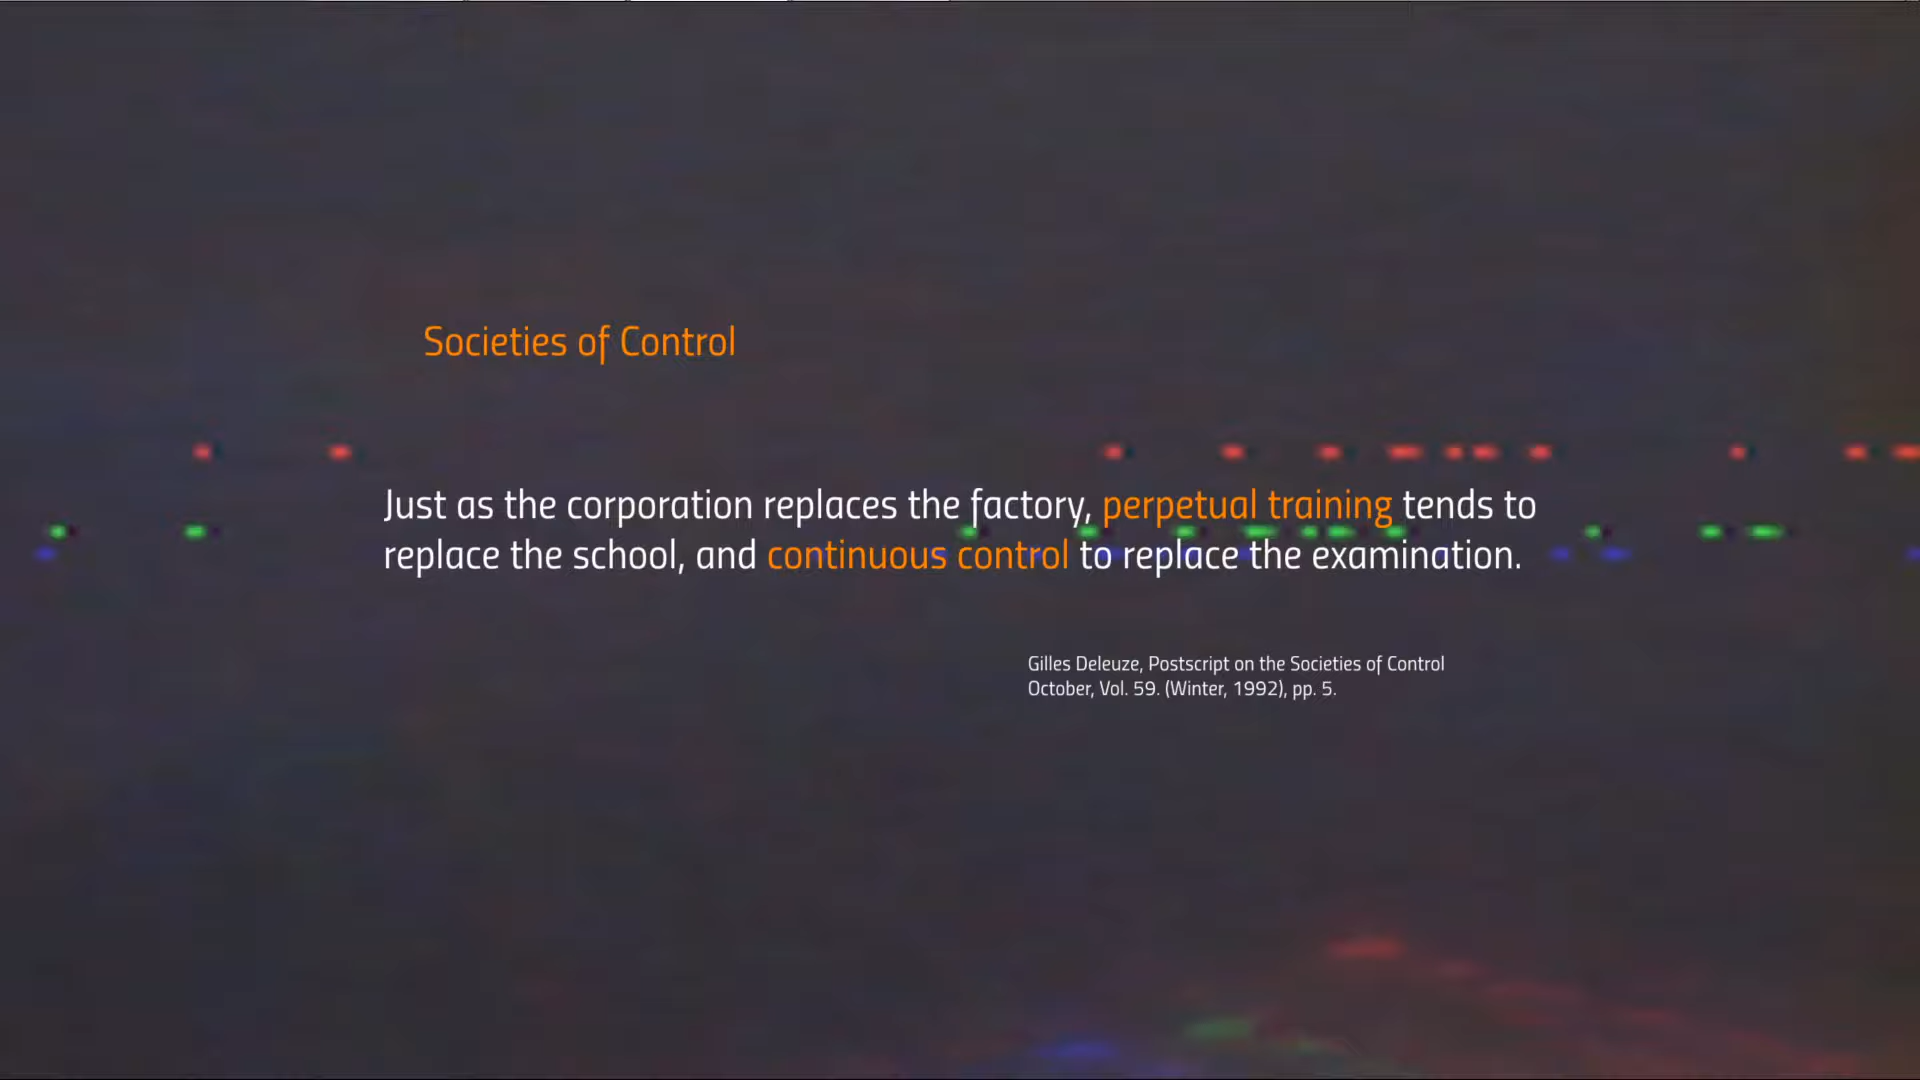 Societies of Control
Just as the corporation replaces the factory, perpetual training tends to
replace the school, and continuous control to replace the examination.
Gilles Deleuze, Postscript on the Societies of Control
October, Vol. 59. (Winter, 1992), pp. 5.